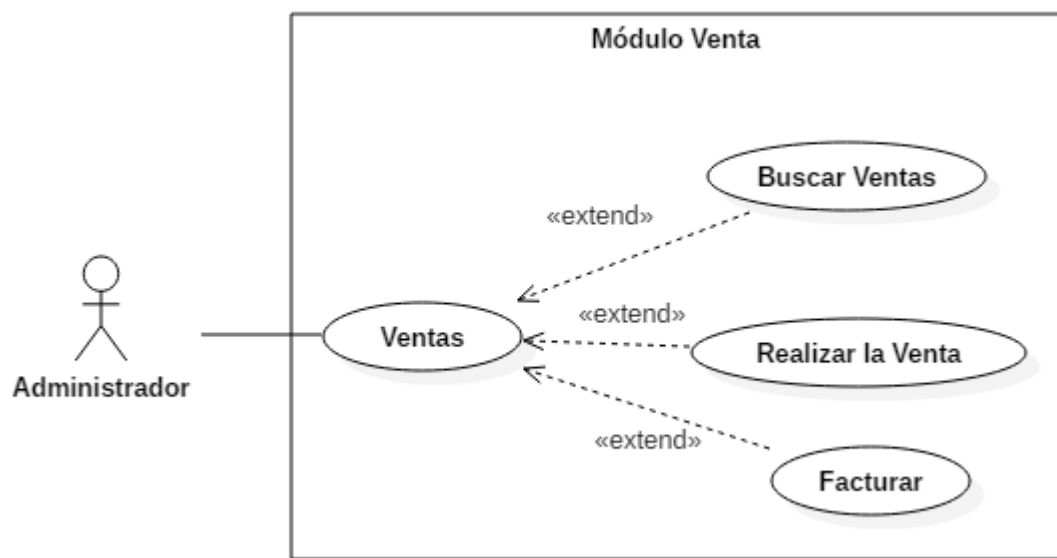 Módulo Venta
Buscar Ventas
«extend»
«extend»
Ventas
Realizar la Venta
Administrador
«extend»
Facturar